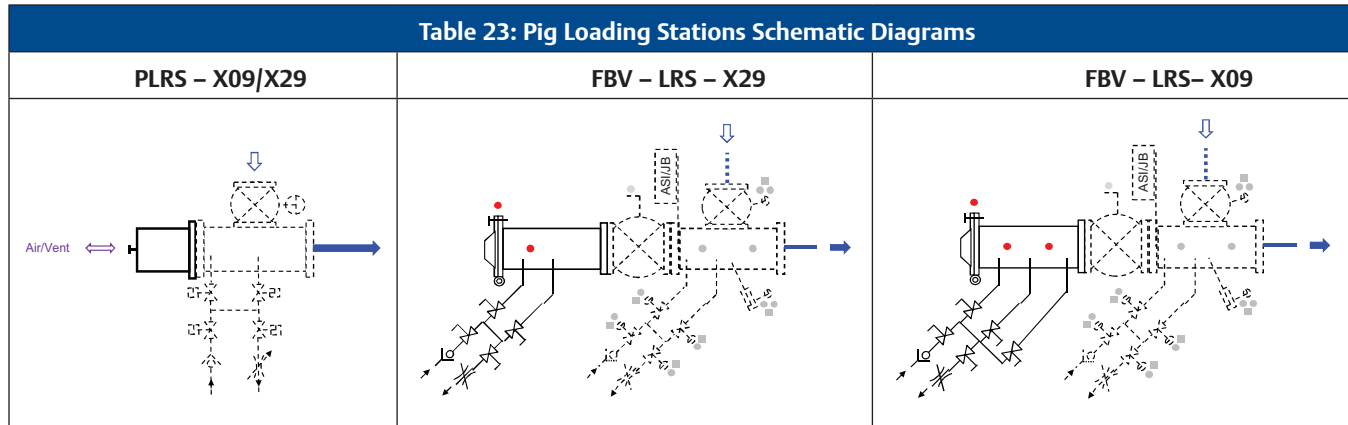 Table 23: Pig Loading Stations Schematic Diagrams
PLRS – X09/X29
FBV – LRS – X29
FBV – LRS– X09
Air/Vent
ASI/JB
ASI/JB
S
S
S
S